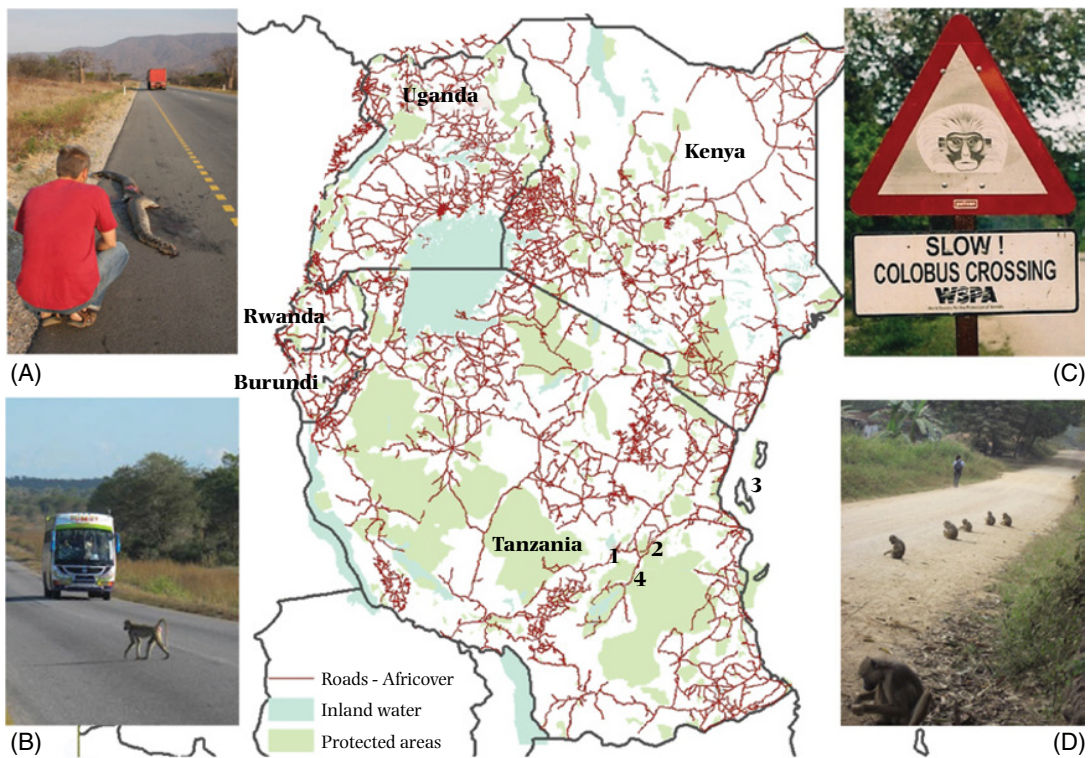 (A)
Uganda
Kenya
SLOW !
COLOBUS CROSSING
WSPA
(C)
Rwanda
Burundi
3
Tanzania
1
2
4
Roads - Africover
Inland water
Protected areas
(B)
(D)